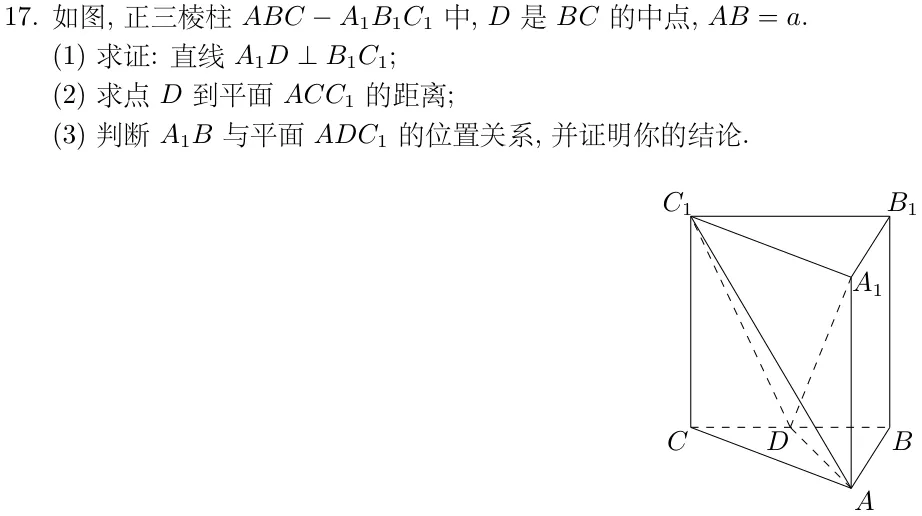 17. 如图, 正三棱柱 ABC − A₁B₁C₁ 中, D 是 BC 的中点, AB = a.
(1) 求证: 直线 A₁D ⊥ B₁C₁;
(2) 求点 D 到平面 ACC₁ 的距离;
(3) 判断 A₁B 与平面 ADC₁ 的位置关系, 并证明你的结论.
C₁
B₁
A₁
C
D
B
A